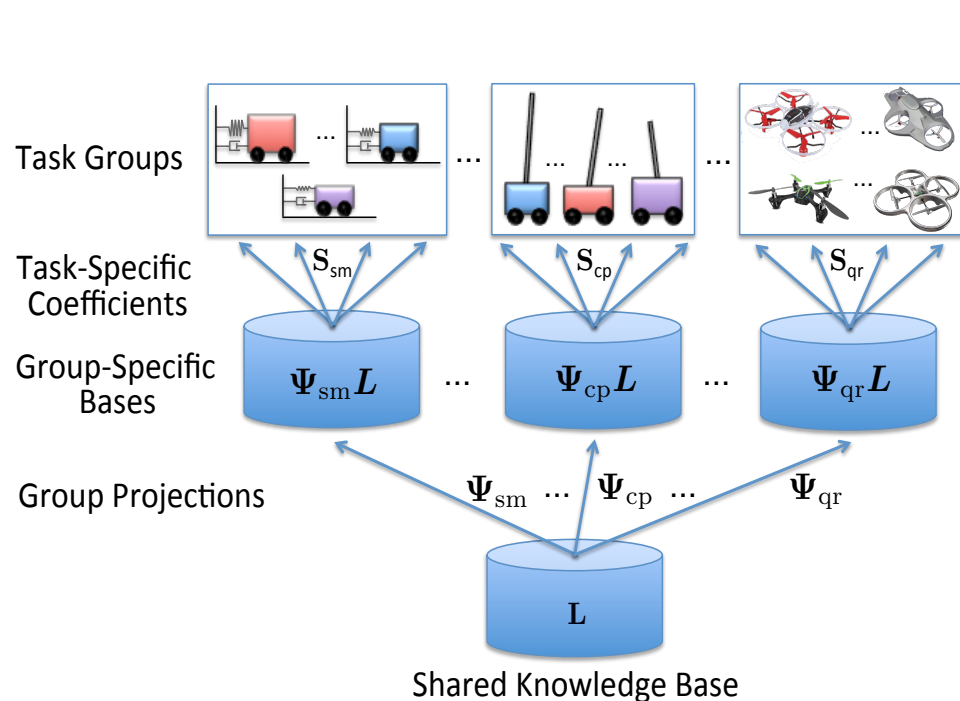 Task Groups
... ... ... ... ... ... ...
Task-Specific
Coefficients
S_sm S_cp S_qr
Group-Specific
Bases
Ψ_sm L ... Ψ_cp L ... Ψ_qr L
Group Projections
Ψ_sm ... Ψ_cp ... Ψ_qr
L
Shared Knowledge Base